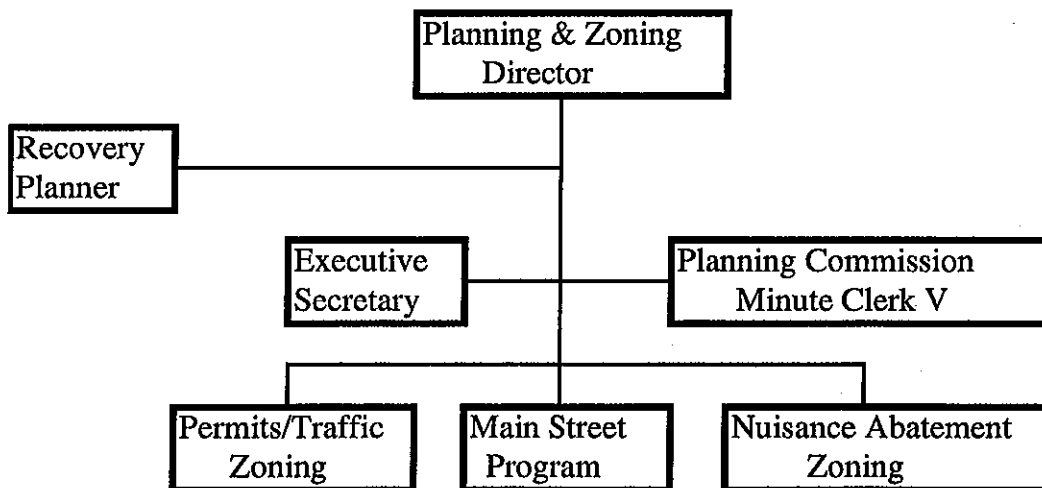 Planning & Zoning
Director
Recovery
Planner
Executive
Secretary
Planning Commission
Minute Clerk V
Permits/Traffic
Zoning
Main Street
Program
Nuisance Abatement
Zoning